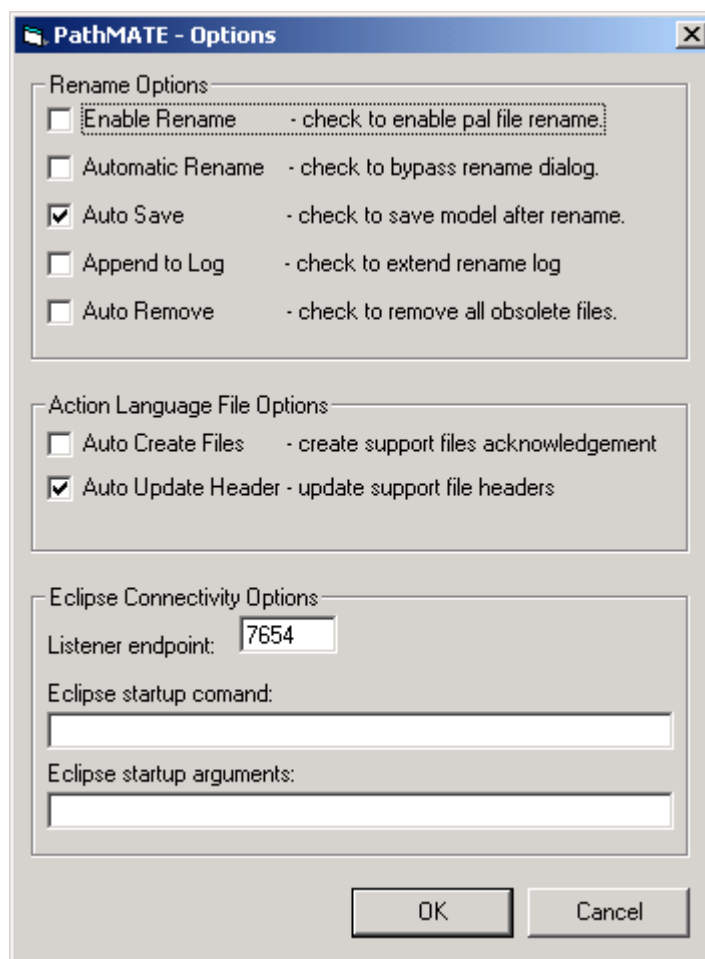 PathMATE - Options
Rename Options
Enable Rename - check to enable pal file rename.
Automatic Rename - check to bypass rename dialog.
Auto Save - check to save model after rename.
Append to Log - check to extend rename log
Auto Remove - check to remove all obsolete files.
Action Language File Options
Auto Create Files - create support files acknowledgement
Auto Update Header - update support file headers
Eclipse Connectivity Options
Listener endpoint: 7654
Eclipse startup comand:
Eclipse startup arguments:
OK Cancel